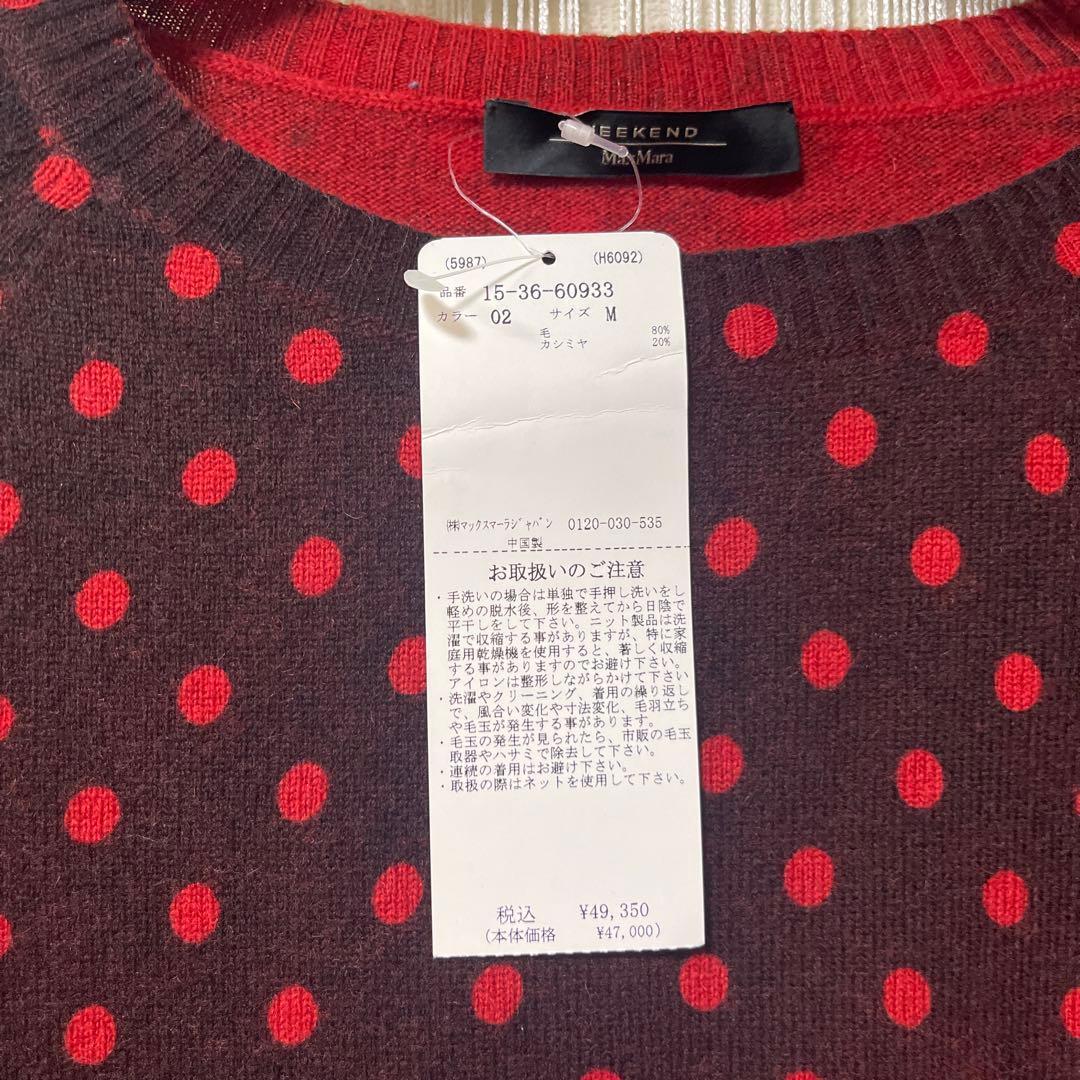 WEEKEND
MaxMara
(5987) (H6092)
品番 15-36-60933
カラー 02 サイズ M
毛 80%
カシミヤ 20%
㈱マックスマーラジャパン 0120-030-535
中国製
お取扱いのご注意
・手洗いの場合は単独で手押し洗いをし
軽めの脱水後、形を整えてから日陰で
平干しをして下さい。ニット製品は洗
濯で収縮する事がありますが、特に家
庭用乾燥機を使用すると、著しく収縮
する事がありますのでお避け下さい。
アイロンは整形しながらかけて下さい
・洗濯やクリーニング、着用の繰り返し
で、風合い変化や寸法変化、毛羽立ち
や毛玉が発生する事があります。
・毛玉の発生が見られたら、市販の毛玉
取器やハサミで除去して下さい。
・連続の着用はお避け下さい。
・取扱の際はネットを使用して下さい。
税込 ¥49,350
(本体価格 ¥47,000)